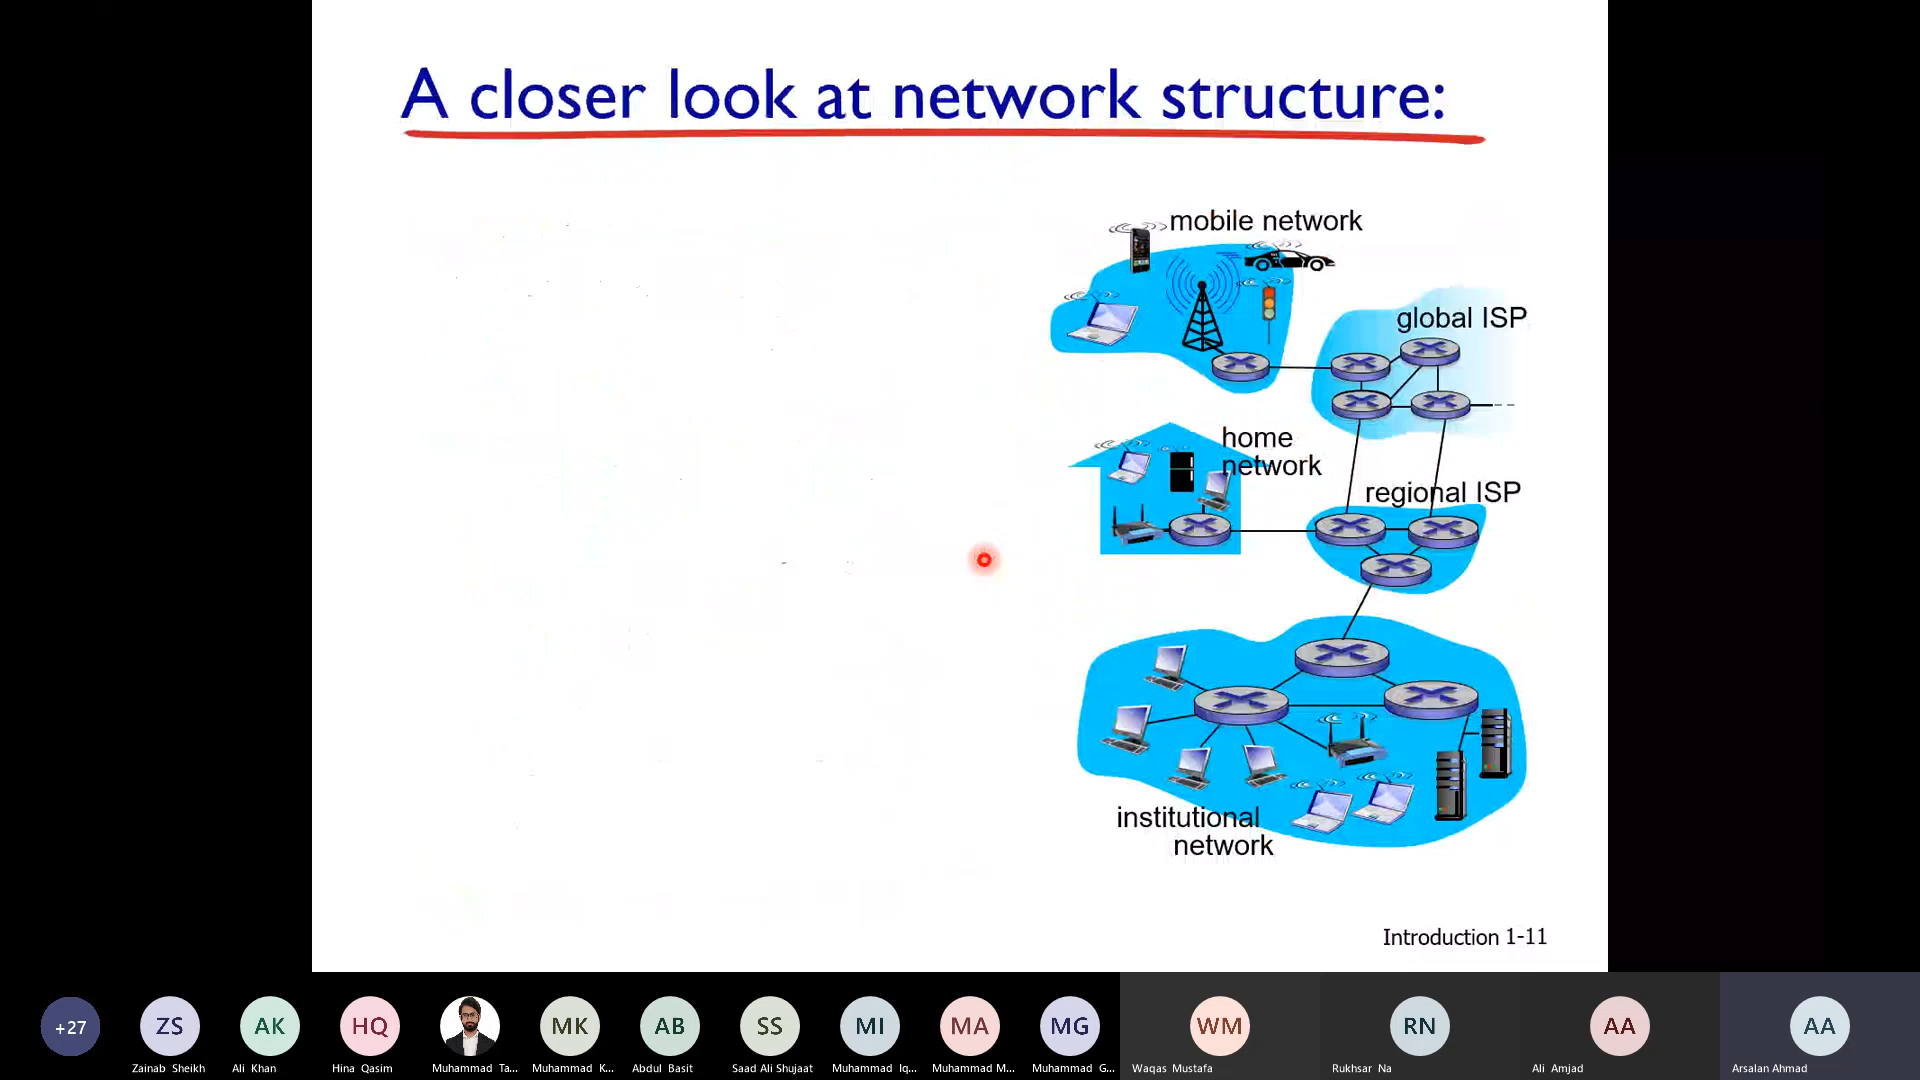 A closer look at network structure:
mobile network
global ISP
home
network
regional ISP
institutional
network
Introduction 1-11
+27
ZS
AK
HQ
MK
AB
SS
MI
MA
MG
WM
RN
AA
AA
Zainab Sheikh
Ali Khan
Hina Qasim
Muhammad Ta...
Muhammad K...
Abdul Basit
Saad Ali Shujaat
Muhammad Iq...
Muhammad M...
Muhammad G...
Waqas Mustafa
Rukhsar Na
Ali Amjad
Arsalan Ahmad